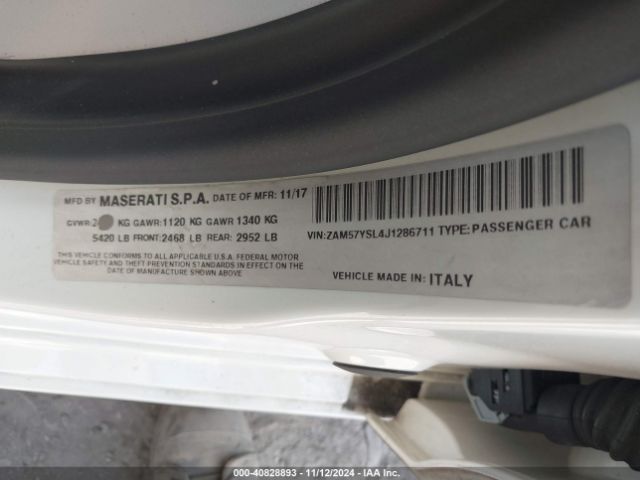 MFD BY MASERATI S.P.A. DATE OF MFR: 11/17
GVWR: KG GAWR: 1120 KG GAWR 1340 KG
5420 LB FRONT: 2468 LB REAR: 2952 LB
THIS VEHICLE CONFORMS TO ALL APPLICABLE U.S.A. FEDERAL MOTOR
VEHICLE SAFETY AND THEFT PREVENTION STANDARDS IN EFFECT ON THE
DATE OF MANUFACTURE SHOWN ABOVE
VIN: ZAM57YSL4J1286711 TYPE: PASSENGER CAR
VEHICLE MADE IN: ITALY
000-40828893 - 11/12/2024 - IAA Inc.